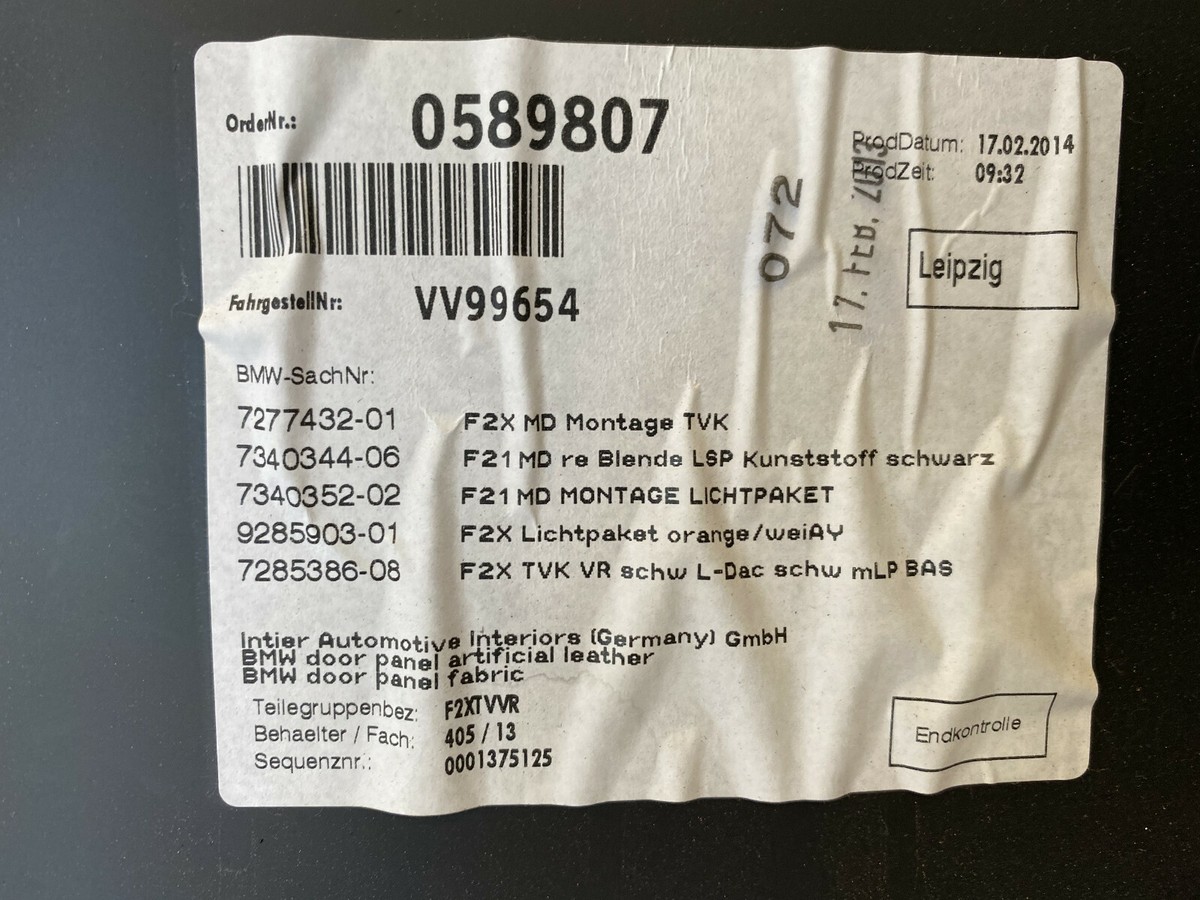 OrderNr.: 0589807
ProdDatum: 17.02.2014
ProdZeit: 09:32
072
17. FEB.
Leipzig
FahrgestellNr: VV99654
BMW-SachNr:
7277432-01 F2X MD Montage TVK
7340344-06 F21 MD re Blende LSP Kunststoff schwarz
7340352-02 F21 MD MONTAGE LICHTPAKET
9285903-01 F2X Lichtpaket orange/weiAY
7285386-08 F2X TVK VR schw L-Dac schw mLP BAS
Intier Automotive Interiors (Germany) GmbH
BMW door panel artificial leather
BMW door panel fabric
Teilegruppenbez: F2XTVVR
Behaelter / Fach: 405 / 13
Sequenznr.: 0001375125
Endkontrolle